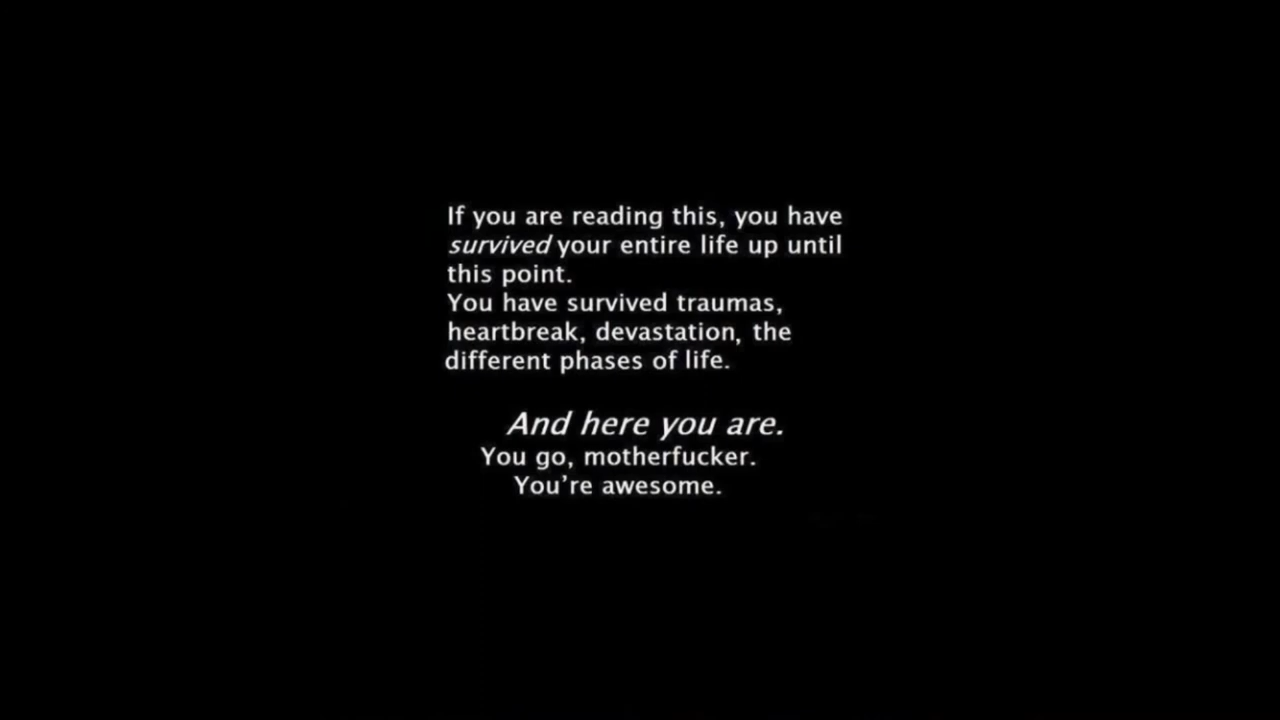 If you are reading this, you have
survived your entire life up until
this point.
You have survived traumas,
heartbreak, devastation, the
different phases of life.
And here you are.
You go, motherfucker.
You’re awesome.